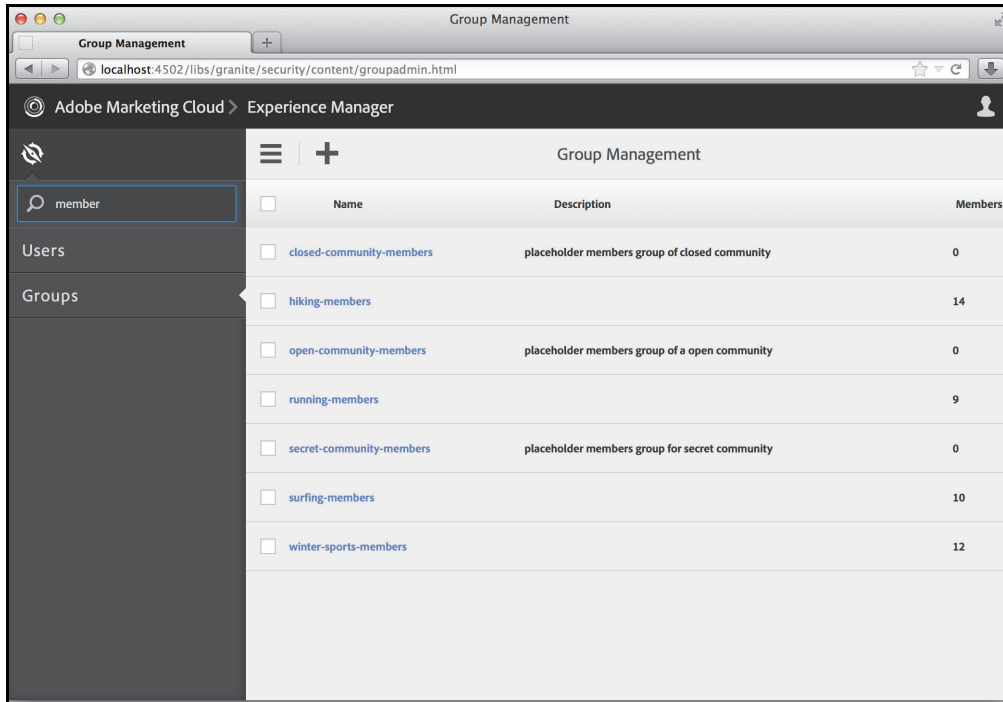 Group Management
Group Management
localhost:4502/libs/granite/security/content/groupadmin.html
Adobe Marketing Cloud Experience Manager
Group Management
member
Name Description Members
Users
closed-community-members placeholder members group of closed community 0
Groups
hiking-members 14
open-community-members placeholder members group of a open community 0
running-members 9
secret-community-members placeholder members group for secret community 0
surfing-members 10
winter-sports-members 12